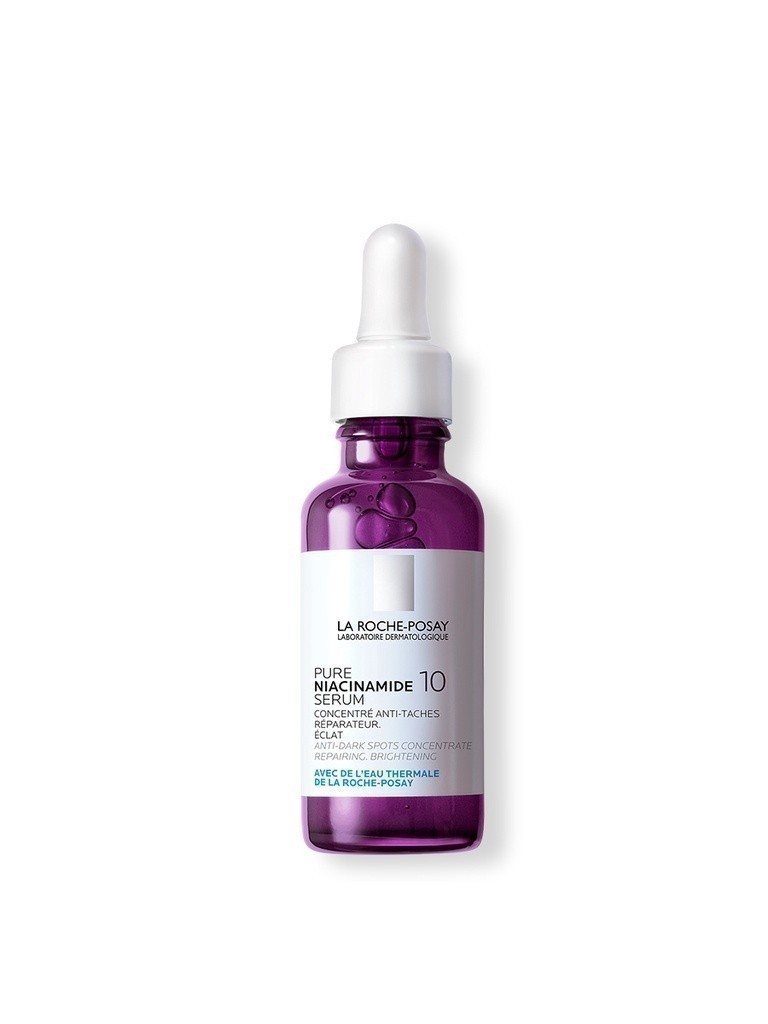 LA ROCHE-POSAY
LABORATOIRE DERMATOLOGIQUE
PURE
NIACINAMIDE 10
SERUM
CONCENTRÉ ANTI-TACHES
RÉPARATEUR.
ÉCLAT
ANTI-DARK SPOTS CONCENTRATE
REPAIRING. BRIGHTENING
AVEC DE L'EAU THERMALE
DE LA ROCHE-POSAY